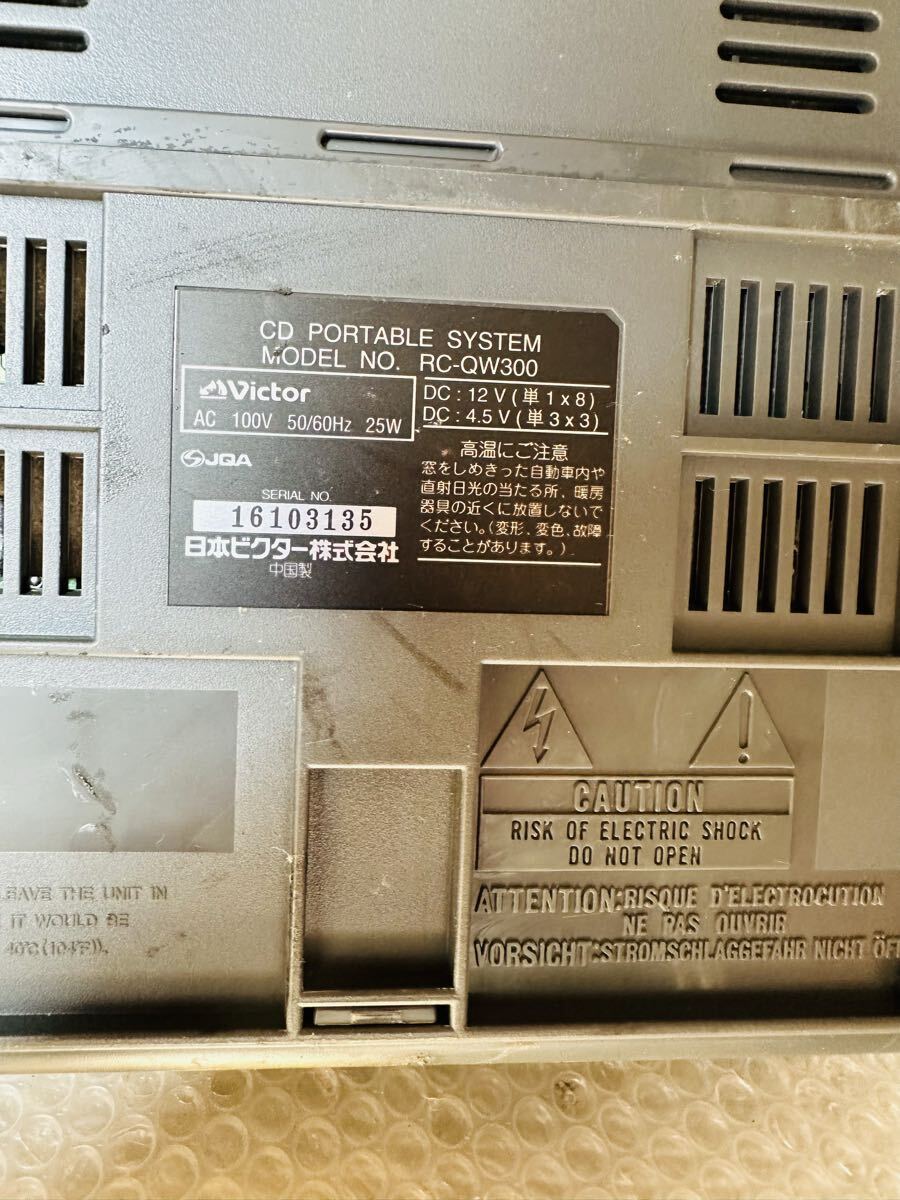 CD PORTABLE SYSTEM
MODEL NO. RC-QW300
Victor
AC 100V 50/60Hz 25W
DC : 12 V (単 1 x 8)
DC : 4.5 V (単 3 x 3)
JQA
SERIAL NO.
16103135
日本ビクター株式会社
中国製
高温にご注意
窓をしめきった自動車内や
直射日光の当たる所、暖房
器具の近くに放置しないで
ください。(変形、変色、故障
することがあります。)
CAUTION
RISK OF ELECTRIC SHOCK
DO NOT OPEN
ATTENTION:RISQUE D'ELECTROCUTION
NE PAS OUVRIR
VORSICHT:STROMSCHLAGGEFAHR NICHT ÖF
LEAVE THE UNIT IN
IT WOULD BE
40°C(104°F)).